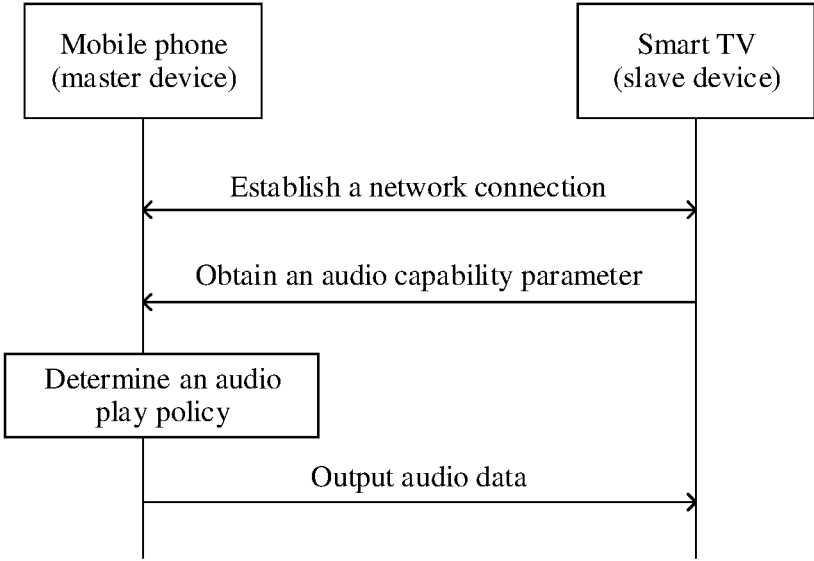 Mobile phone
(master device)
Smart TV
(slave device)
Establish a network connection
Obtain an audio capability parameter
Determine an audio
play policy
Output audio data